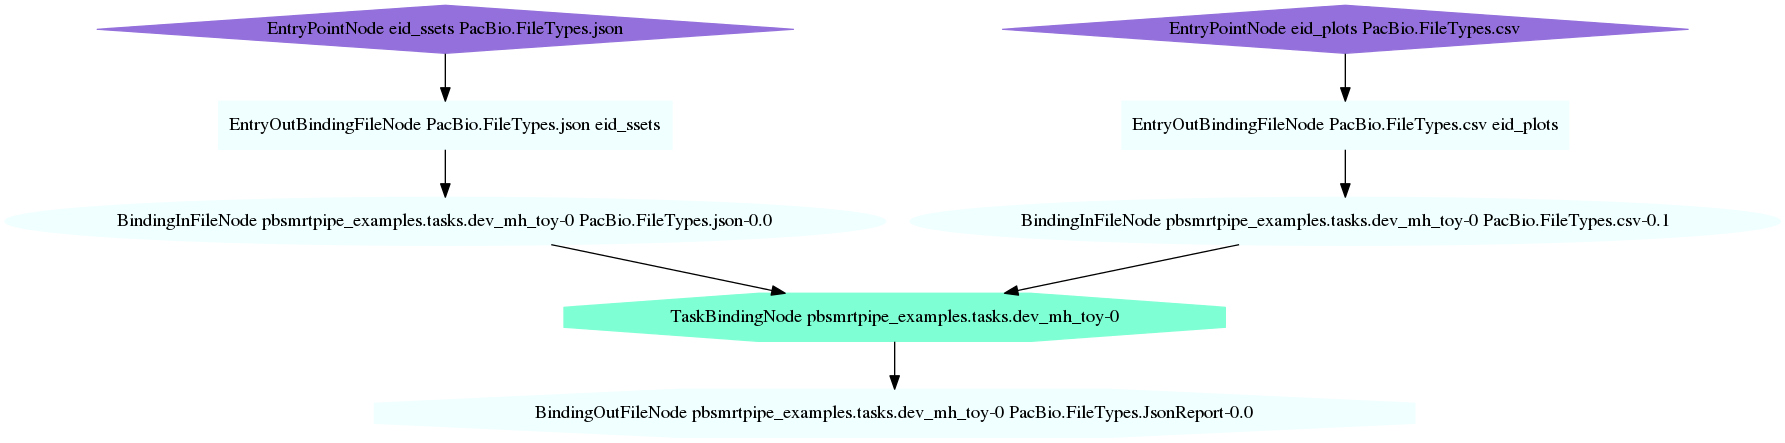 EntryPointNode eid_ssets PacBio.FileTypes.json
EntryPointNode eid_plots PacBio.FileTypes.csv
EntryOutBindingFileNode PacBio.FileTypes.json eid_ssets
EntryOutBindingFileNode PacBio.FileTypes.csv eid_plots
BindingInFileNode pbsmrtpipe_examples.tasks.dev_mh_toy-0 PacBio.FileTypes.json-0.0
BindingInFileNode pbsmrtpipe_examples.tasks.dev_mh_toy-0 PacBio.FileTypes.csv-0.1
TaskBindingNode pbsmrtpipe_examples.tasks.dev_mh_toy-0
BindingOutFileNode pbsmrtpipe_examples.tasks.dev_mh_toy-0 PacBio.FileTypes.JsonReport-0.0